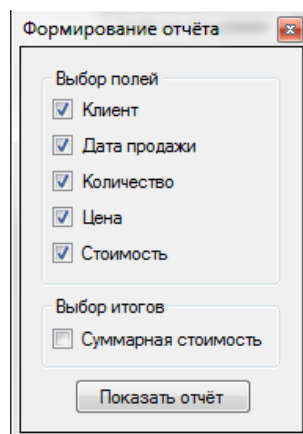 Формирование отчёта
Выбор полей
Клиент
Дата продажи
Количество
Цена
Стоимость
Выбор итогов
Суммарная стоимость
Показать отчёт